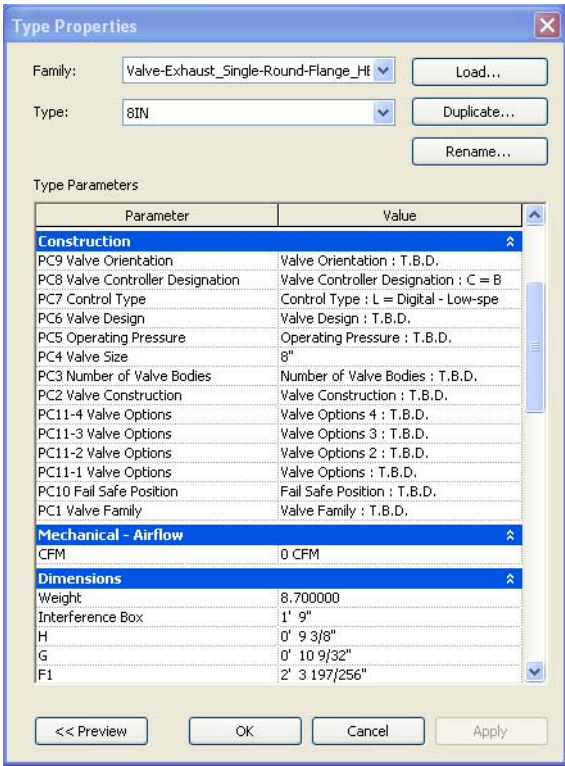 Type Properties
Family: Valve-Exhaust_Single-Round-Flange_HE Load...
Type: 8IN Duplicate...
Rename...
Type Parameters
Parameter Value
Construction
PC9 Valve Orientation Valve Orientation : T.B.D.
PC8 Valve Controller Designation Valve Controller Designation : C = B
PC7 Control Type Control Type : L = Digital - Low-spe
PC6 Valve Design Valve Design : T.B.D.
PC5 Operating Pressure Operating Pressure : T.B.D.
PC4 Valve Size 8"
PC3 Number of Valve Bodies Number of Valve Bodies : T.B.D.
PC2 Valve Construction Valve Construction : T.B.D.
PC11-4 Valve Options Valve Options 4 : T.B.D.
PC11-3 Valve Options Valve Options 3 : T.B.D.
PC11-2 Valve Options Valve Options 2 : T.B.D.
PC11-1 Valve Options Valve Options : T.B.D.
PC10 Fail Safe Position Fail Safe Position : T.B.D.
PC1 Valve Family Valve Family : T.B.D.
Mechanical - Airflow
CFM 0 CFM
Dimensions
Weight 8.700000
Interference Box 1' 9"
H 0' 9 3/8"
G 0' 10 9/32"
F1 2' 3 197/256"
<< Preview OK Cancel Apply